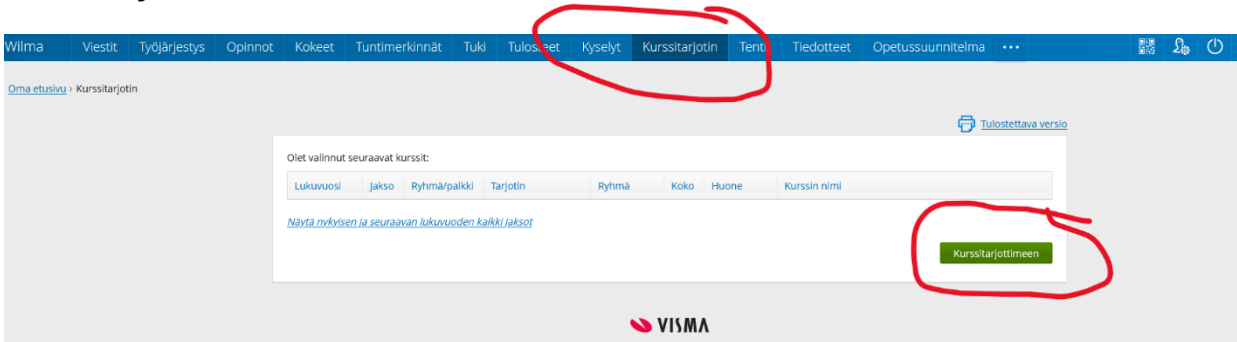 Wilma Viestit Työjärjestys Opinnot Kokeet Tuntimerkinnät Tuki Tulosteet Kyselyt Kurssitarjotin Tentit Tiedotteet Opetussuunnitelma ...
Oma etusivu › Kurssitarjotin
Tulostettava versio
Olet valinnut seuraavat kurssit:
Lukuvuosi Jakso Ryhmä/palkki Tarjotin Ryhmä Koko Huone Kurssin nimi
Näytä nykyisen ja seuraavan lukuvuoden kaikki jaksot
Kurssitarjottimeen
VISMA